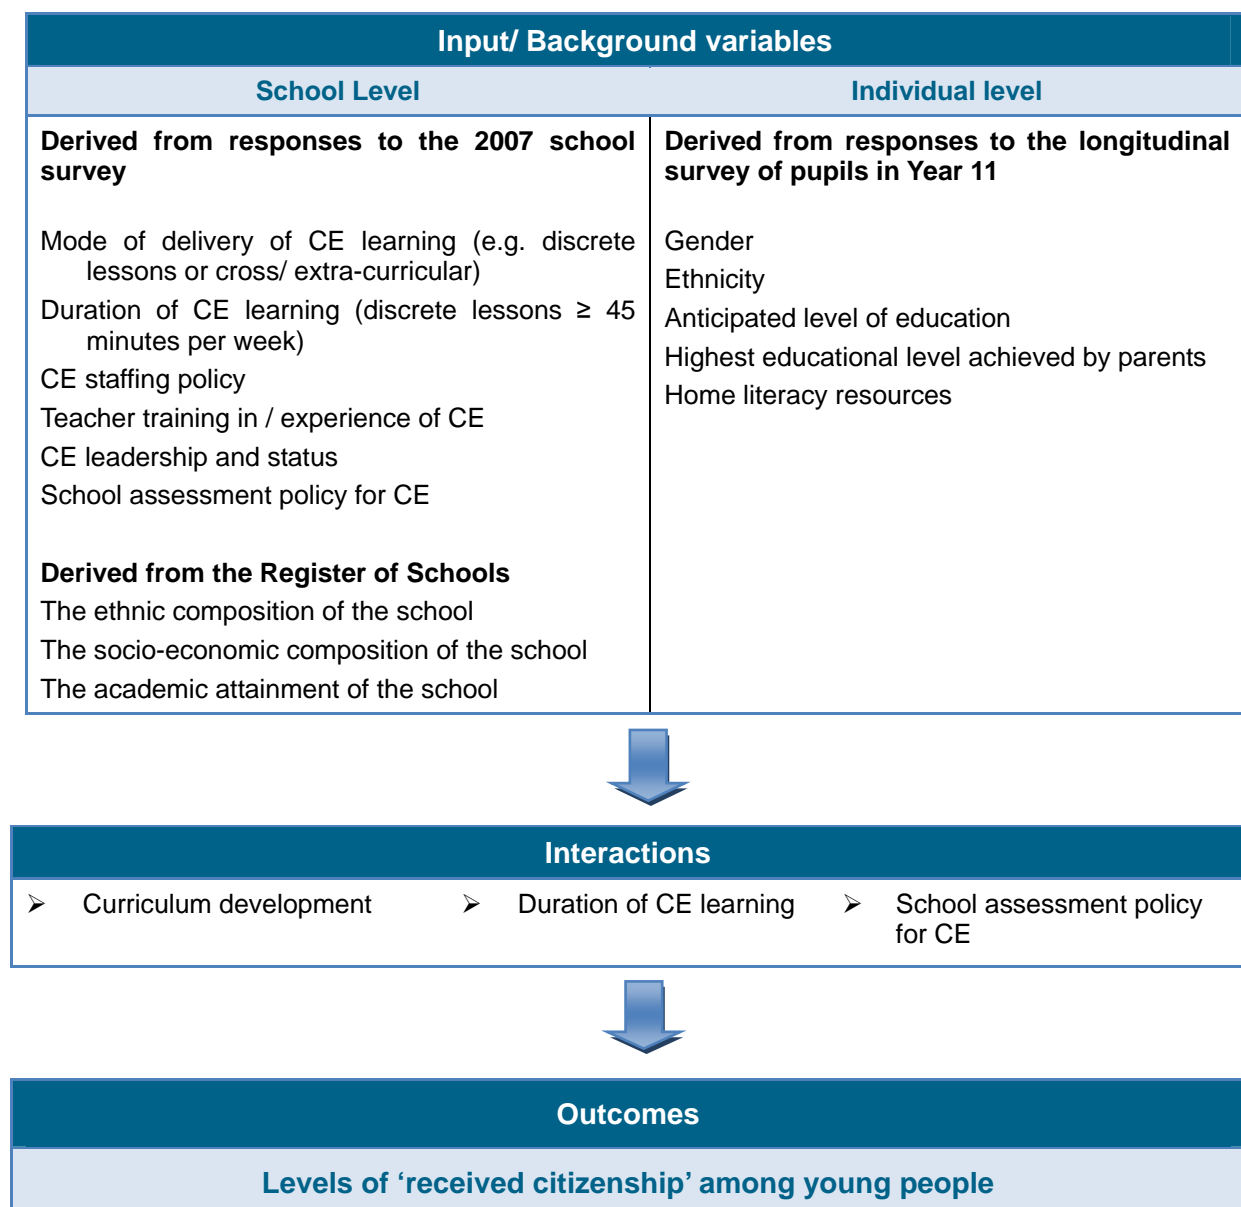 Input/ Background variables
School Level
Individual level
Derived from responses to the 2007 school
survey
Mode of delivery of CE learning (e.g. discrete
lessons or cross/ extra-curricular)
Duration of CE learning (discrete lessons ≥ 45
minutes per week)
CE staffing policy
Teacher training in / experience of CE
CE leadership and status
School assessment policy for CE
Derived from the Register of Schools
The ethnic composition of the school
The socio-economic composition of the school
The academic attainment of the school
Derived from responses to the longitudinal
survey of pupils in Year 11
Gender
Ethnicity
Anticipated level of education
Highest educational level achieved by parents
Home literacy resources
Interactions
➢ Curriculum development
➢ Duration of CE learning
➢ School assessment policy
for CE
Outcomes
Levels of ‘received citizenship’ among young people